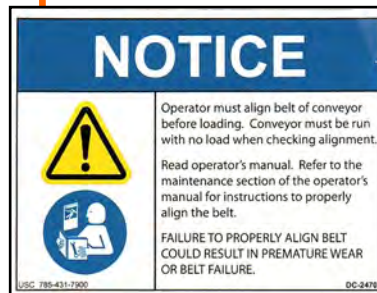 NOTICE
Operator must align belt of conveyor
before loading. Conveyor must be run
with no load when checking alignment.
Read operator's manual. Refer to the
maintenance section of the operator's
manual for instructions to properly
align the belt.
FAILURE TO PROPERLY ALIGN BELT
COULD RESULT IN PREMATURE WEAR
OR BELT FAILURE.
USC 785-431-7900
DC-2470